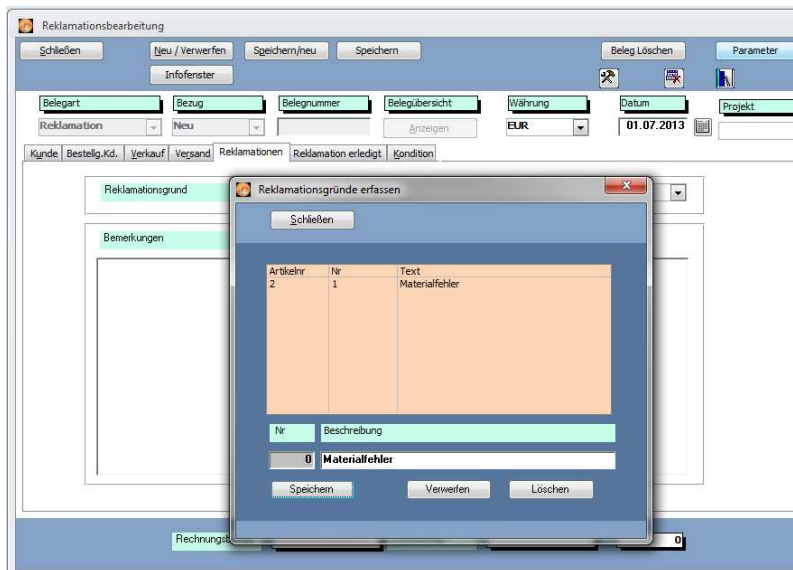 Reklamationsbearbeitung
Schließen Neu / Verwerfen Speichern/neu Speichern Beleg Löschen Parameter
Infofenster
Belegart Bezug Belegnummer Belegübersicht Währung Datum Projekt
Reklamation Neu Anzeigen EUR 01.07.2013
Kunde Bestellg.Kd. Verkauf Versand Reklamationen Reklamation erledigt Kondition
Reklamationsgrund
Bemerkungen
Reklamationsgründe erfassen
Schließen
Artikelnr Nr Text
2 1 Materialfehler
Nr Beschreibung
0 Materialfehler
Speichern Verwerfen Löschen
0